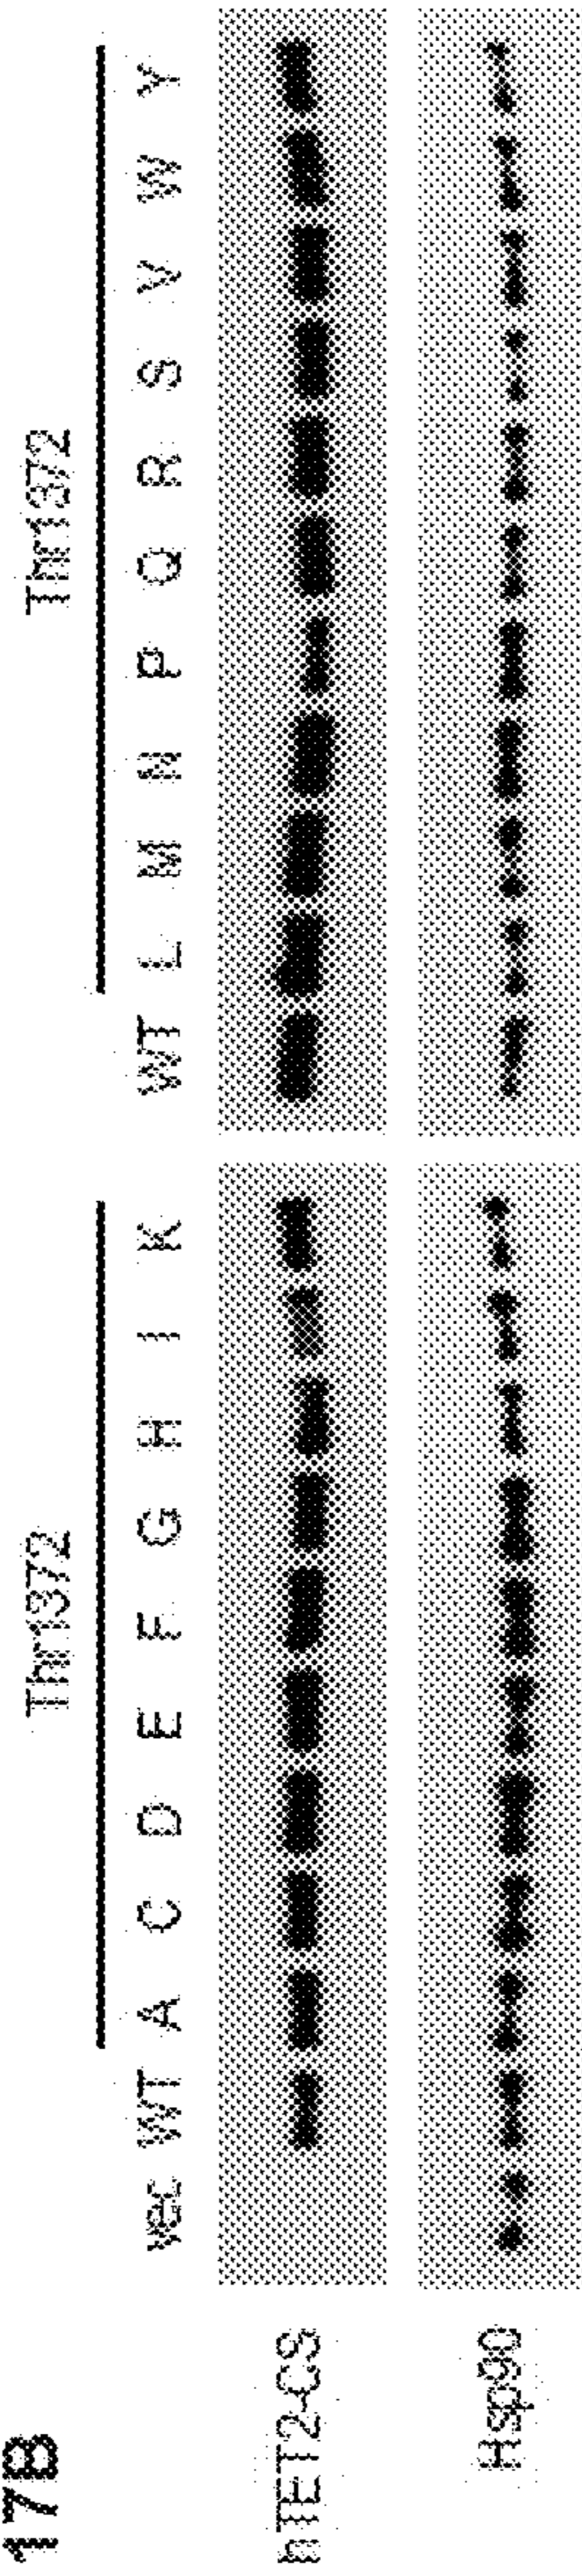 17B
Thr1372 Thr1372
vec WT A C D E F G H I K WT L M N P Q R S V W Y
hTET2-CS
Hsp90